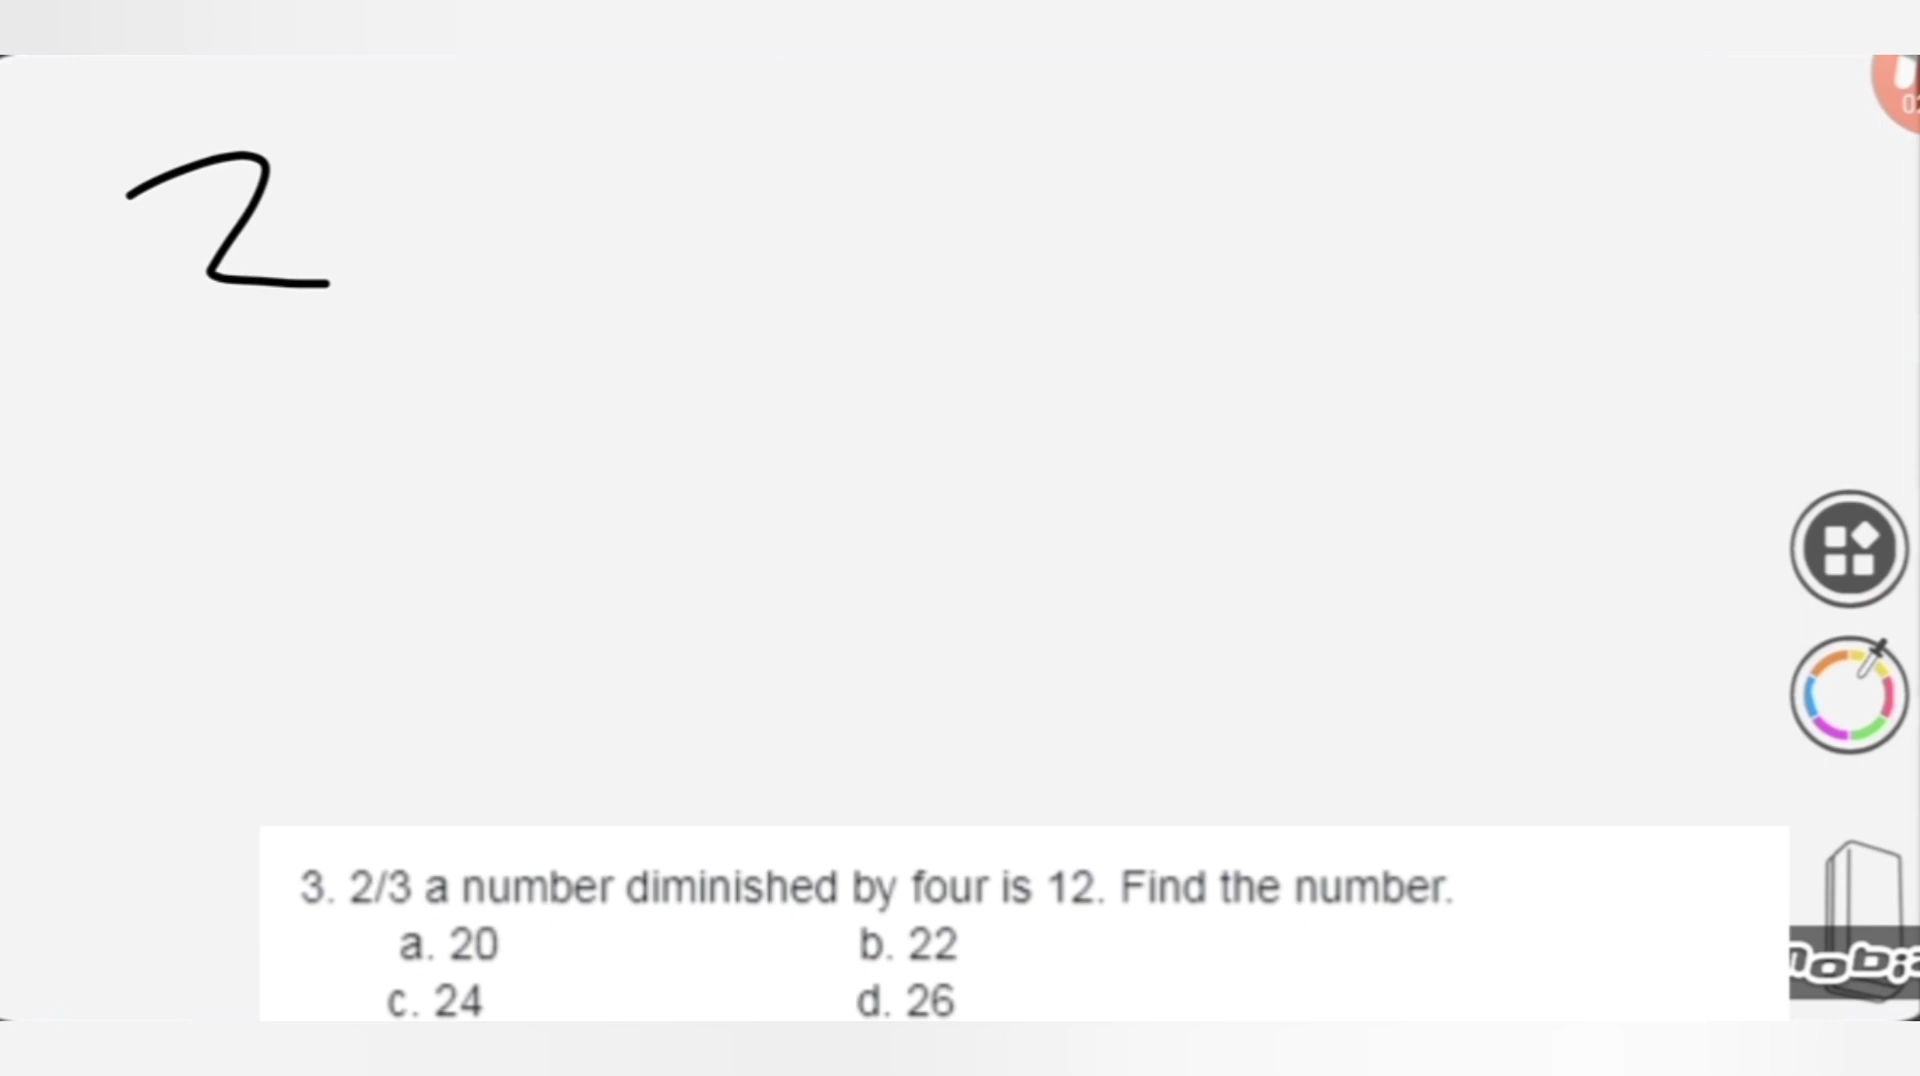 2
3. 2/3 a number diminished by four is 12. Find the number.
a. 20 b. 22
c. 24 d. 26